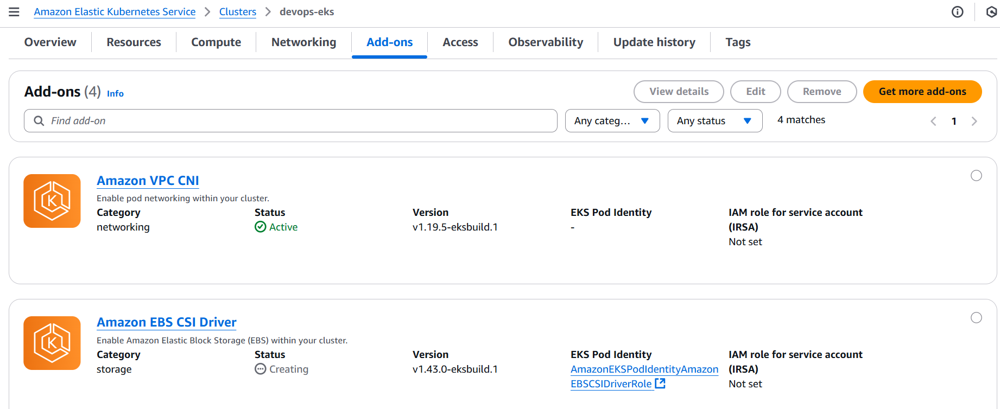 Amazon Elastic Kubernetes Service > Clusters > devops-eks
Overview Resources Compute Networking Add-ons Access Observability Update history Tags
Add-ons (4) Info View details Edit Remove Get more add-ons
Find add-on Any categ... Any status 4 matches 1
Amazon VPC CNI
Enable pod networking within your cluster.
Category Status Version EKS Pod Identity IAM role for service account
networking Active v1.19.5-eksbuild.1 - (IRSA)
Not set
Amazon EBS CSI Driver
Enable Amazon Elastic Block Storage (EBS) within your cluster.
Category Status Version EKS Pod Identity IAM role for service account
storage Creating v1.43.0-eksbuild.1 AmazonEKSPodIdentityAmazon (IRSA)
EBSCSIDriverRole Not set